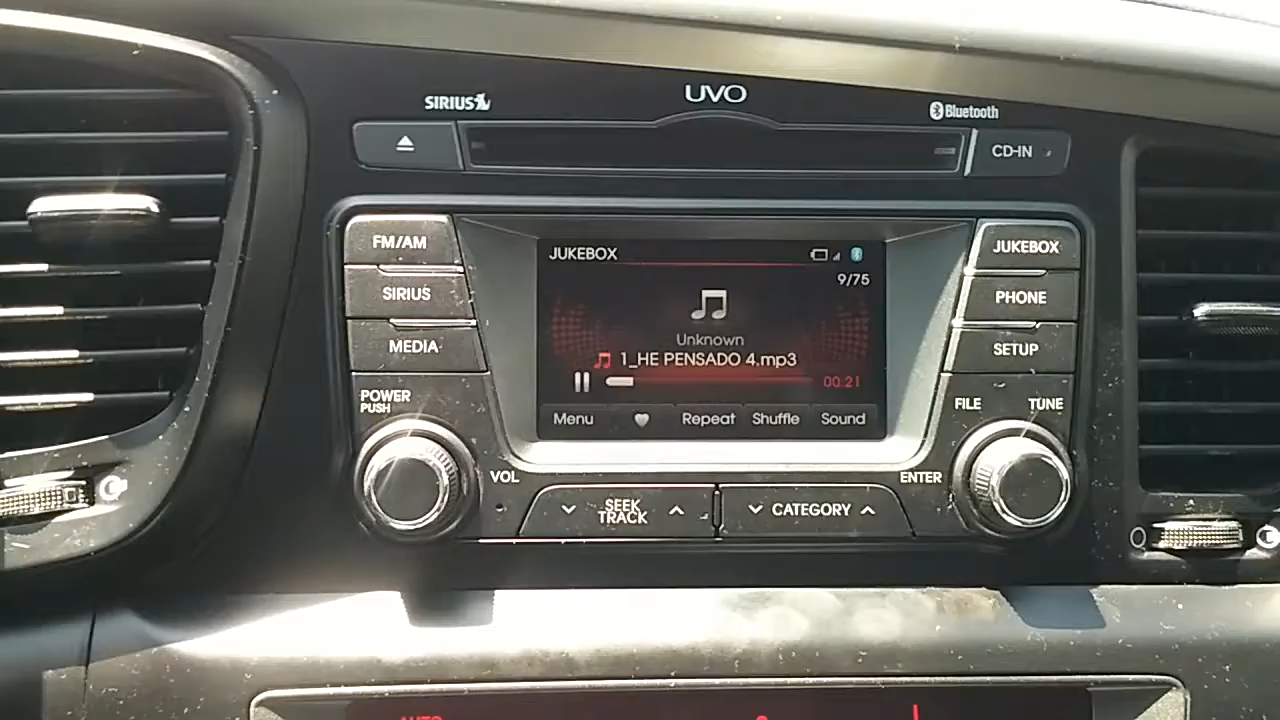 SIRIUS
UVO
Bluetooth
CD-IN
FM/AM
SIRIUS
MEDIA
POWER
PUSH
VOL
JUKEBOX
9/75
Unknown
1_HE PENSADO 4.mp3
00:21
Menu
Repeat
Shuffle
Sound
JUKEBOX
PHONE
SETUP
FILE
TUNE
ENTER
SEEK
TRACK
CATEGORY
AUTO